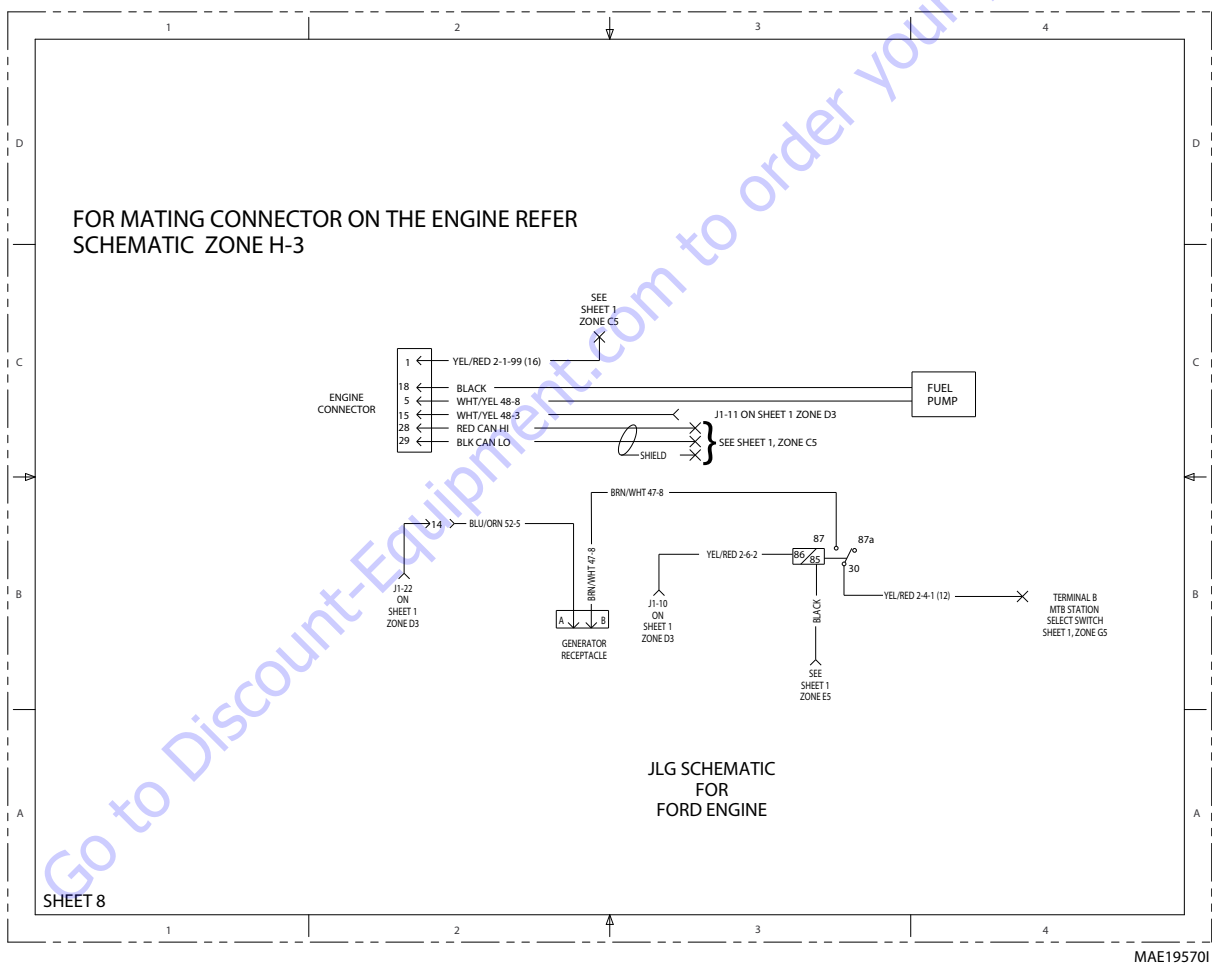 1 2 3 4
D D
FOR MATING CONNECTOR ON THE ENGINE REFER
SCHEMATIC ZONE H-3
SEE
SHEET 1
ZONE C5
C C
1 YEL/RED 2-1-99 (16)
ENGINE
CONNECTOR
18 BLACK
5 WHT/YEL 48-8
15 WHT/YEL 48-3
28 RED CAN HI
29 BLK CAN LO
SHIELD
FUEL
PUMP
J1-11 ON SHEET 1 ZONE D3
SEE SHEET 1, ZONE C5
BRN/WHT 47-8
14 BLU/ORN 52-5
BRN/WHT 47-8
J1-22
ON
SHEET 1
ZONE D3
A B
GENERATOR
RECEPTACLE
YEL/RED 2-6-2
J1-10
ON
SHEET 1
ZONE D3
87 87a
86 85
30
BLACK
SEE
SHEET 1
ZONE E5
YEL/RED 2-4-1 (12)
TERMINAL B
MTB STATION
SELECT SWITCH
SHEET 1, ZONE G5
B B
JLG SCHEMATIC
FOR
FORD ENGINE
A A
SHEET 8
1 2 3 4
MAE19570I
Go to Discount-Equipment.com to order your